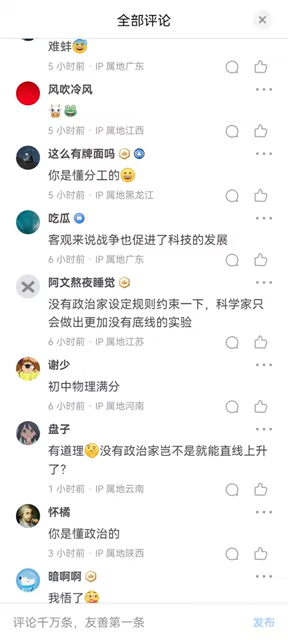 全部评论
难蚌😅
5 小时前 · IP 属地广东
风吹冷风
🐮🐸
5 小时前 · IP 属地江西
这么有牌面吗
你是懂分工的😄
5 小时前 · IP 属地黑龙江
吃瓜
客观来说战争也促进了科技的发展
6 小时前 · IP 属地广东
阿文熬夜睡觉
没有政治家设定规则约束一下，科学家只
会做出更加没有底线的实验
6 小时前 · IP 属地江苏
谢少
初中物理满分
6 小时前 · IP 属地河南
盘子
有道理🤔没有政治家岂不是就能直线上升
了？
1 小时前 · IP 属地云南
怀橘
你是懂政治的
3 小时前 · IP 属地陕西
暗啊啊
我悟了🥰
评论千万条，友善第一条
发布